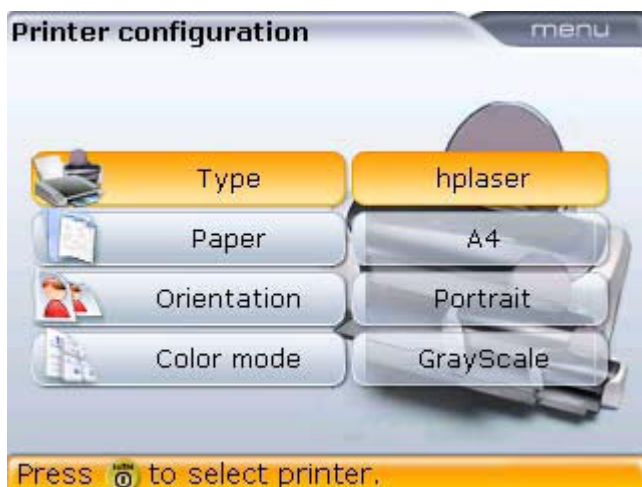 Printer configuration
menu
Type hplaser
Paper A4
Orientation Portrait
Color mode GrayScale
Press to select printer.